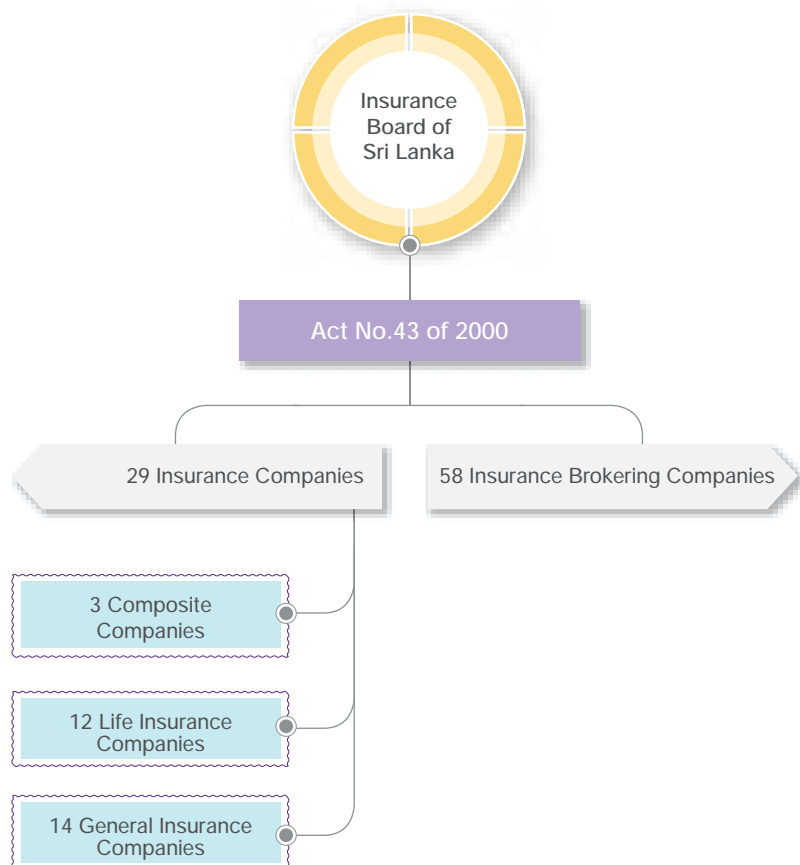 Insurance
Board of
Sri Lanka
Act No.43 of 2000
29 Insurance Companies
58 Insurance Brokering Companies
3 Composite
Companies
12 Life Insurance
Companies
14 General Insurance
Companies